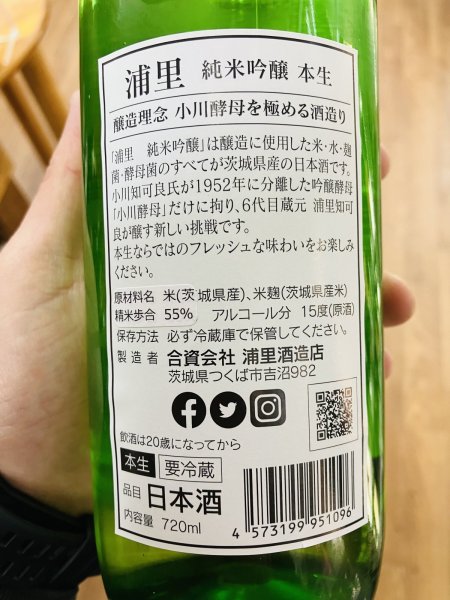 浦里 純米吟醸 本生
醸造理念 小川酵母を極める酒造り
「浦里　純米吟醸」は醸造に使用した米・水・麹
菌・酵母菌のすべてが茨城県産の日本酒です。
小川知可良氏が1952年に分離した吟醸酵母
「小川酵母」だけに拘り、6代目蔵元 浦里知可
良が醸す新しい挑戦です。
本生ならではのフレッシュな味わいをお楽しみ
ください。
原材料名 米(茨城県産)、米麹(茨城県産米)
精米歩合 55% アルコール分 15度(原酒)
保存方法 必ず冷蔵庫で保管してください。
製造者 合資会社 浦里酒造店
茨城県つくば市吉沼982
飲酒は20歳になってから
本生 要冷蔵
品目 日本酒
内容量 720ml
4 573199 951096